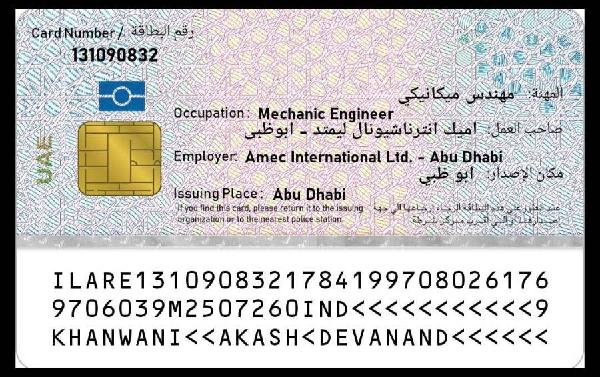 Card Number / رقم البطاقة
131090832
المهنة: مهندس ميكانيكي
Occupation: Mechanic Engineer
صاحب العمل: اميك انترناشيونال ليمتد - ابوظبي
Employer: Amec International Ltd. - Abu Dhabi
مكان الإصدار: ابو ظبي
Issuing Place: Abu Dhabi
UAE
If you find this card, please return it to the issuing
organization or to the nearest police station.
ILARE1310908321784199708026176
9706039M2507260IND<<<<<<<<<<<9
KHANWANI<<AKASH<DEVANAND<<<<<<